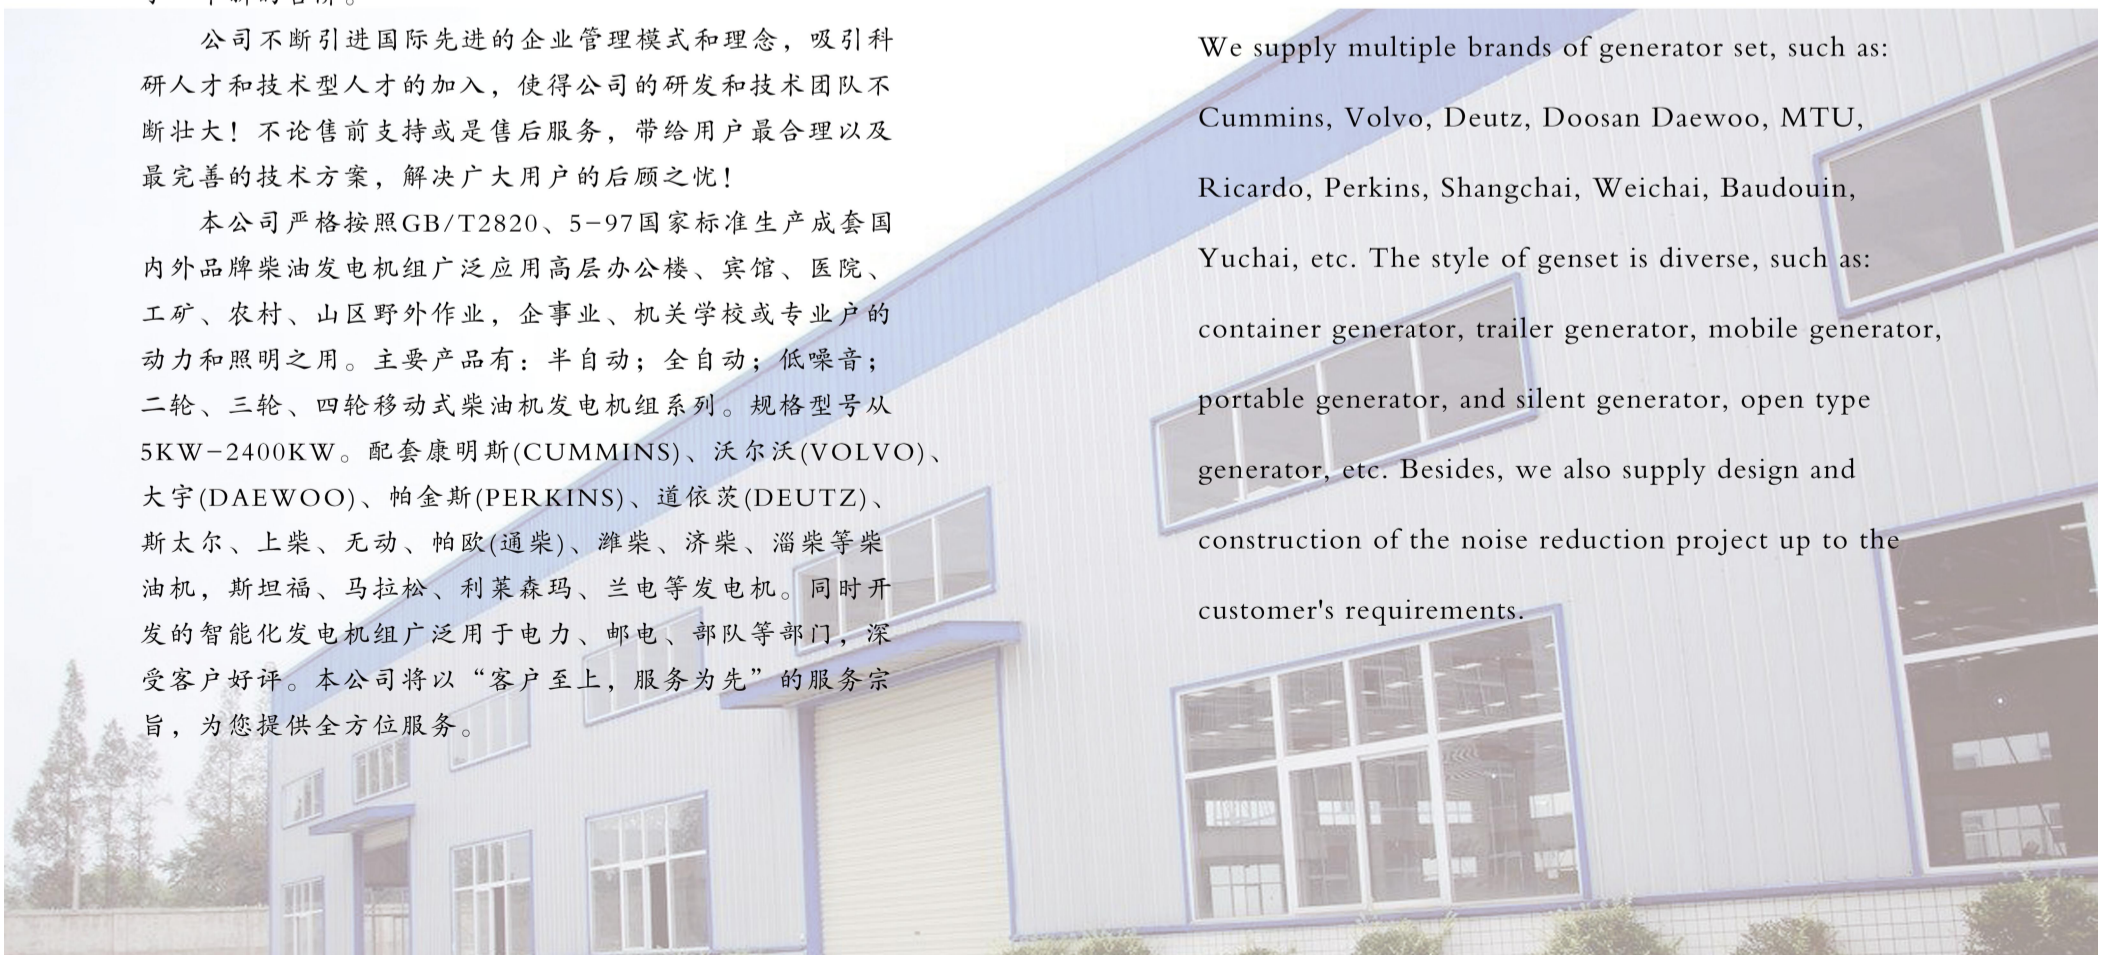 公司不断引进国际先进的企业管理模式和理念，吸引科
研人才和技术型人才的加入，使得公司的研发和技术团队不
断壮大！不论售前支持或是售后服务，带给用户最合理以及
最完善的技术方案，解决广大用户的后顾之忧！
本公司严格按照GB/T2820、5-97国家标准生产成套国
内外品牌柴油发电机组广泛应用高层办公楼、宾馆、医院、
工矿、农村、山区野外作业，企事业、机关学校或专业户的
动力和照明之用。主要产品有：半自动；全自动；低噪音；
二轮、三轮、四轮移动式柴油机发电机组系列。规格型号从
5KW-2400KW。配套康明斯(CUMMINS)、沃尔沃(VOLVO)、
大宇(DAEWOO)、帕金斯(PERKINS)、道依茨(DEUTZ)、
斯太尔、上柴、无动、帕欧(通柴)、潍柴、济柴、淄柴等柴
油机，斯坦福、马拉松、利莱森玛、兰电等发电机。同时开
发的智能化发电机组广泛用于电力、邮电、部队等部门，深
受客户好评。本公司将以“客户至上，服务为先”的服务宗
旨，为您提供全方位服务。
We supply multiple brands of generator set, such as:
Cummins, Volvo, Deutz, Doosan Daewoo, MTU,
Ricardo, Perkins, Shangchai, Weichai, Baudouin,
Yuchai, etc. The style of genset is diverse, such as:
container generator, trailer generator, mobile generator,
portable generator, and silent generator, open type
generator, etc. Besides, we also supply design and
construction of the noise reduction project up to the
customer's requirements.